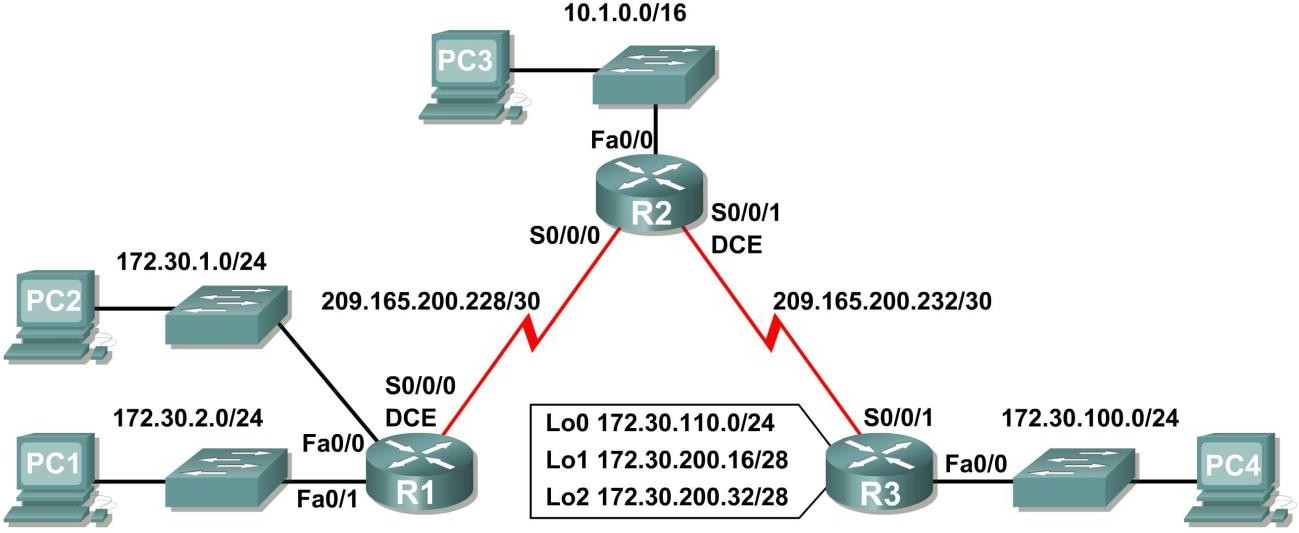 10.1.0.0/16
PC3
Fa0/0
R2
S0/0/1
DCE
S0/0/0
172.30.1.0/24
PC2
209.165.200.228/30
209.165.200.232/30
S0/0/0
DCE
172.30.2.0/24
Fa0/0
PC1
Fa0/1
R1
Lo0 172.30.110.0/24
Lo1 172.30.200.16/28
Lo2 172.30.200.32/28
S0/0/1
172.30.100.0/24
R3
Fa0/0
PC4